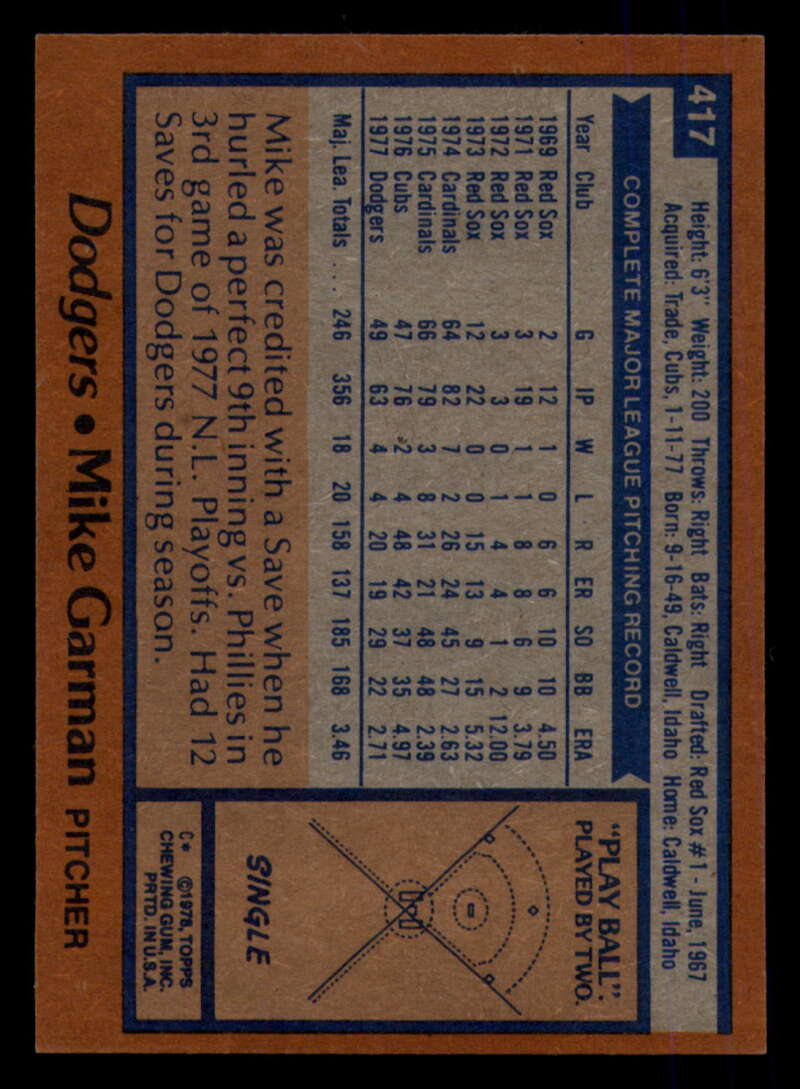 417
Height: 6'3" Weight: 200 Throws: Right Bats: Right Drafted: Red Sox #1 - June, 1967
Acquired: Trade, Cubs, 1-11-77 Born: 9-16-49, Caldwell, Idaho Home: Caldwell, Idaho
COMPLETE MAJOR LEAGUE PITCHING RECORD
Year Club G IP W L R ER SO BB ERA
1969 Red Sox 2 12 1 0 6 6 10 10 4.50
1971 Red Sox 3 19 1 1 8 8 6 9 3.79
1972 Red Sox 3 3 0 1 4 4 1 2 12.00
1973 Red Sox 12 22 0 0 15 13 9 15 5.32
1974 Cardinals 64 82 7 2 26 24 45 27 2.63
1975 Cardinals 66 79 3 8 31 21 48 48 2.39
1976 Cubs 47 76 2 4 48 42 37 35 4.97
1977 Dodgers 49 63 4 4 20 19 29 22 2.71
Maj. Lea. Totals .... 246 356 18 20 158 137 185 168 3.46
Mike was credited with a Save when he
hurled a perfect 9th inning vs. Phillies in
3rd game of 1977 N.L. Playoffs. Had 12
Saves for Dodgers during season.
"PLAY BALL".
PLAYED BY TWO.
SINGLE
C* ©1978, TOPPS
CHEWING GUM, INC.
PRTD. IN U.S.A.
Dodgers • Mike Garman PITCHER